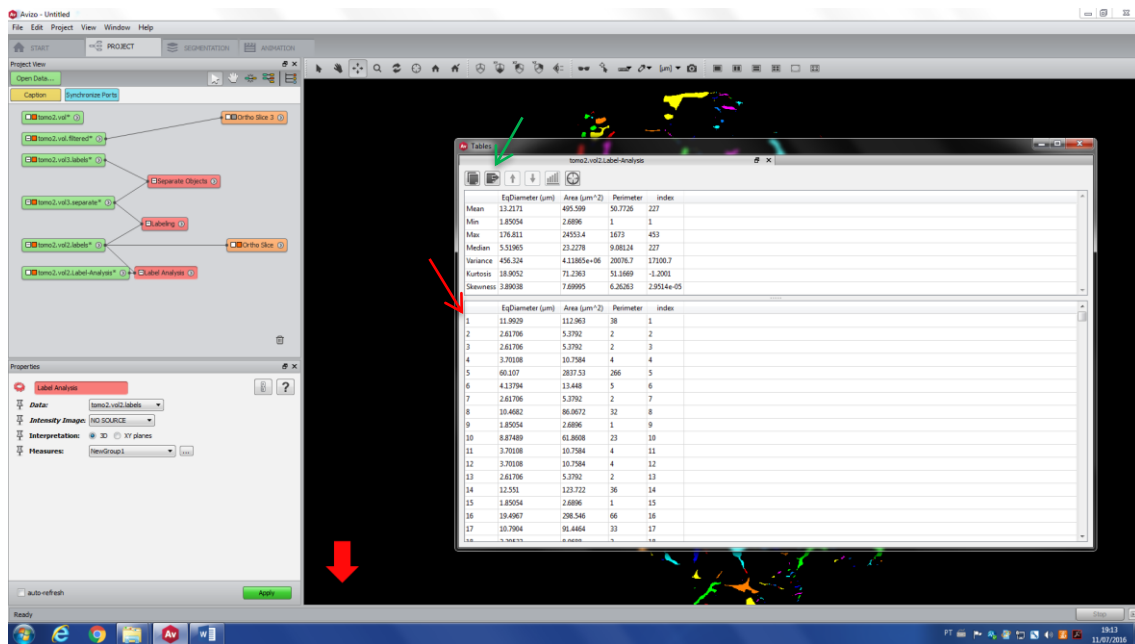 Avizo - Untitled
File Edit Project View Window Help
START PROJECT SEGMENTATION ANIMATION
Project View
Open Data...
Caption Synchronize Ports
tomo2.vol*
Ortho Slice 3
tomo2.vol.filtered*
tomo2.vol3.labels*
Separate Objects
tomo2.vol3.separate*
Labeling
tomo2.vol2.labels*
Ortho Slice
tomo2.vol2.Label-Analysis*
Label Analysis
Properties
Label Analysis
?
Data: tomo2.vol2.labels
Intensity Image: NO SOURCE
Interpretation: 3D XY planes
Measures: NewGroup1 ...
auto-refresh
Apply
Ready
[um]
Tables
tomo2.vol2.Label-Analysis
EqDiameter (µm) Area (µm^2) Perimeter index
Mean 13.2171 495.599 50.7726 227
Min 1.85054 2.6896 1 1
Max 176.811 24553.4 1673 453
Median 5.51965 23.2278 9.08124 227
Variance 456.324 4.11865e+06 20076.7 17100.7
Kurtosis 18.9052 71.2363 51.1669 -1.2001
Skewness 3.89038 7.69995 6.26263 2.9514e-05
EqDiameter (µm) Area (µm^2) Perimeter index
1 11.9929 112.963 38 1
2 2.61706 5.3792 2 2
3 2.61706 5.3792 2 3
4 3.70108 10.7584 4 4
5 60.107 2837.53 266 5
6 4.13794 13.448 5 6
7 2.61706 5.3792 2 7
8 10.4682 86.0672 32 8
9 1.85054 2.6896 1 9
10 8.87489 61.8608 23 10
11 3.70108 10.7584 4 11
12 3.70108 10.7584 4 12
13 2.61706 5.3792 2 13
14 12.551 123.722 36 14
15 1.85054 2.6896 1 15
16 19.4967 298.546 66 16
17 10.7904 91.4464 33 17
Stop
PT
19:13
11/07/2016